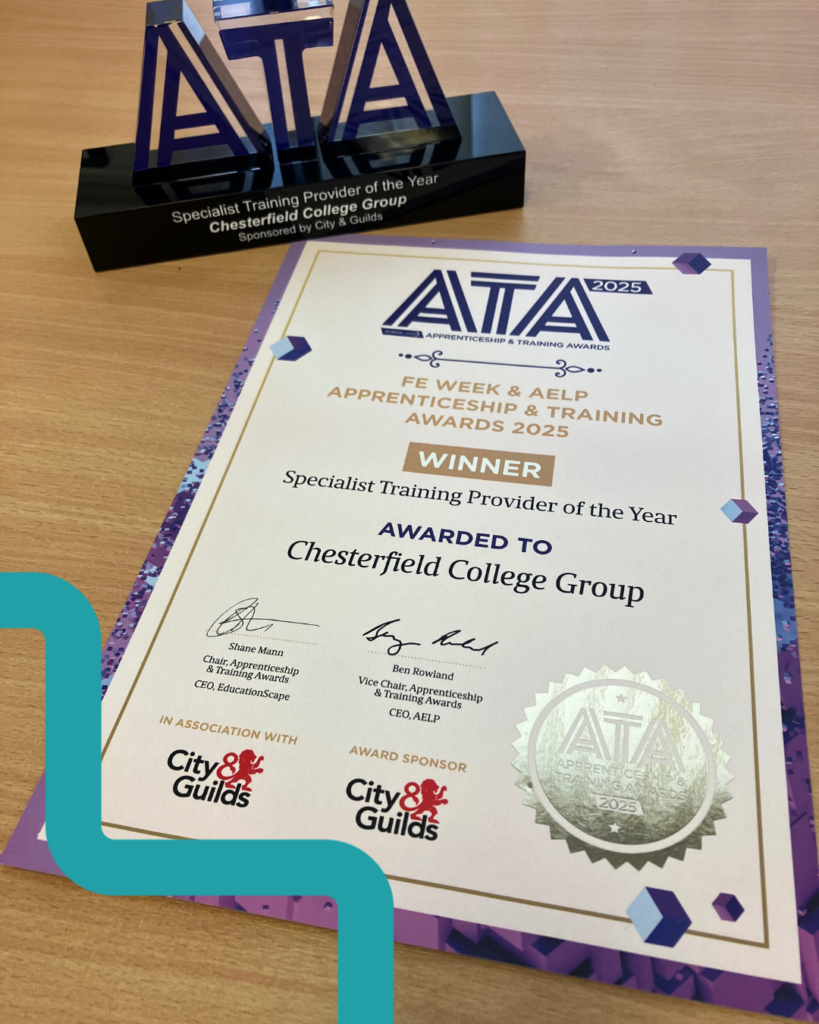 ATA
Specialist Training Provider of the Year
Chesterfield College Group
Sponsored by City & Guilds
ATA 2025
APPRENTICESHIP & TRAINING AWARDS
FE WEEK & AELP
APPRENTICESHIP & TRAINING
AWARDS 2025
WINNER
Specialist Training Provider of the Year
AWARDED TO
Chesterfield College Group
Shane Mann
Chair, Apprenticeship
& Training Awards
CEO, EducationScape
Ben Rowland
Vice Chair, Apprenticeship
& Training Awards
CEO, AELP
IN ASSOCIATION WITH
City &
Guilds
AWARD SPONSOR
City &
Guilds
ATA
APPRENTICESHIP &
TRAINING AWARDS
2025